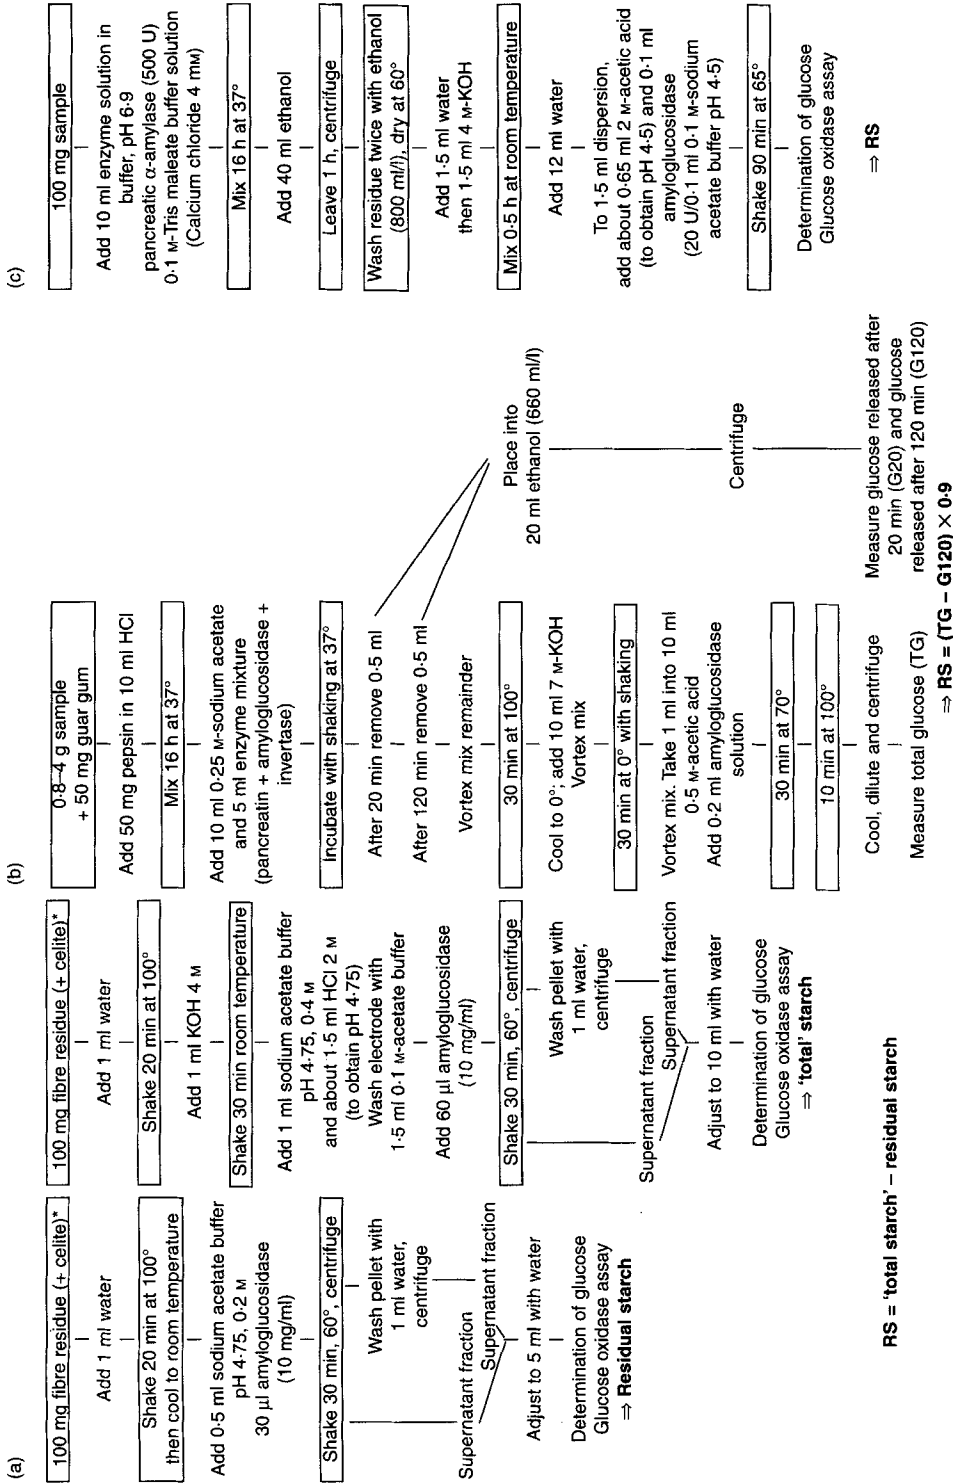 (a)
100 mg fibre residue (+ celite)*
Add 1 ml water
Shake 20 min at 100°
then cool to room temperature
Add 0·5 ml sodium acetate buffer
pH 4·75, 0·2 M
30 μl amyloglucosidase
(10 mg/ml)
Shake 30 min, 60°, centrifuge
Wash pellet with
1 ml water,
centrifuge
Supernatant fraction
Supernatant fraction
Adjust to 5 ml with water
Determination of glucose
Glucose oxidase assay
⇒ Residual starch
100 mg fibre residue (+ celite)*
Add 1 ml water
Shake 20 min at 100°
Add 1 ml KOH 4 M
Shake 30 min room temperature
Add 1 ml sodium acetate buffer
pH 4·75, 0·4 M
and about 1·5 ml HCl 2 M
(to obtain pH 4·75)
Wash electrode with
1·5 ml 0·1 M-acetate buffer
Add 60 μl amyloglucosidase
(10 mg/ml)
Shake 30 min, 60°, centrifuge
Wash pellet with
1 ml water,
centrifuge
Supernatant fraction
Supernatant fraction
Adjust to 10 ml with water
Determination of glucose
Glucose oxidase assay
⇒ 'total' starch
RS = 'total starch' – residual starch
(b)
0·8–4 g sample
+ 50 mg guar gum
Add 50 mg pepsin in 10 ml HCl
Mix 16 h at 37°
Add 10 ml 0·25 M-sodium acetate
and 5 ml enzyme mixture
(pancreatin + amyloglucosidase +
invertase)
Incubate with shaking at 37°
After 20 min remove 0·5 ml
After 120 min remove 0·5 ml
Vortex mix remainder
30 min at 100°
Cool to 0°; add 10 ml 7 M-KOH
Vortex mix
30 min at 0° with shaking
Vortex mix. Take 1 ml into 10 ml
0·5 M-acetic acid
Add 0·2 ml amyloglucosidase
solution
30 min at 70°
10 min at 100°
Cool, dilute and centrifuge
Measure total glucose (TG)
Place into
20 ml ethanol (660 ml/l)
Centrifuge
Measure glucose released after
20 min (G20) and glucose
released after 120 min (G120)
⇒ RS = (TG – G120) × 0·9
(c)
100 mg sample
Add 10 ml enzyme solution in
buffer, pH 6·9
pancreatic α-amylase (500 U)
0·1 M-Tris maleate buffer solution
(Calcium chloride 4 mM)
Mix 16 h at 37°
Add 40 ml ethanol
Leave 1 h, centrifuge
Wash residue twice with ethanol
(800 ml/l), dry at 60°
Add 1·5 ml water
then 1·5 ml 4 M-KOH
Mix 0·5 h at room temperature
Add 12 ml water
To 1·5 ml dispersion,
add about 0·65 ml 2 M-acetic acid
(to obtain pH 4·5) and 0·1 ml
amyloglucosidase
(20 U/0·1 ml 0·1 M-sodium
acetate buffer pH 4·5)
Shake 90 min at 65°
Determination of glucose
Glucose oxidase assay
⇒ RS